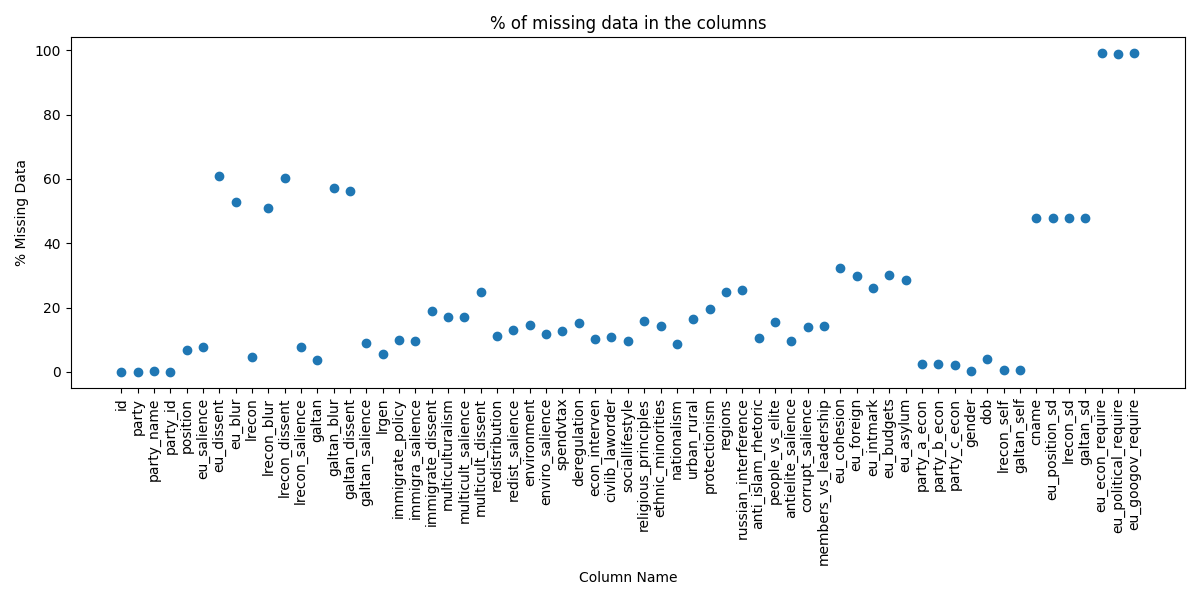 % of missing data in the columns
% Missing Data
100
80
60
40
20
0
id
party
party_name
party_id
position
eu_salience
eu_dissent
eu_blur
lrecon
lrecon_blur
lrecon_dissent
lrecon_salience
galtan
galtan_blur
galtan_dissent
galtan_salience
lrgen
immigrate_policy
immigra_salience
immigrate_dissent
multiculturalism
multicult_salience
multicult_dissent
redistribution
redist_salience
environment
enviro_salience
spendvtax
deregulation
econ_interven
civlib_laworder
sociallifestyle
religious_principles
ethnic_minorities
nationalism
urban_rural
protectionism
regions
russian_interference
anti_islam_rhetoric
people_vs_elite
antielite_salience
corrupt_salience
members_vs_leadership
eu_cohesion
eu_foreign
eu_intmark
eu_budgets
eu_asylum
party_a_econ
party_b_econ
party_c_econ
gender
dob
lrecon_self
galtan_self
cname
eu_position_sd
lrecon_sd
galtan_sd
eu_econ_require
eu_political_require
eu_googov_require
Column Name